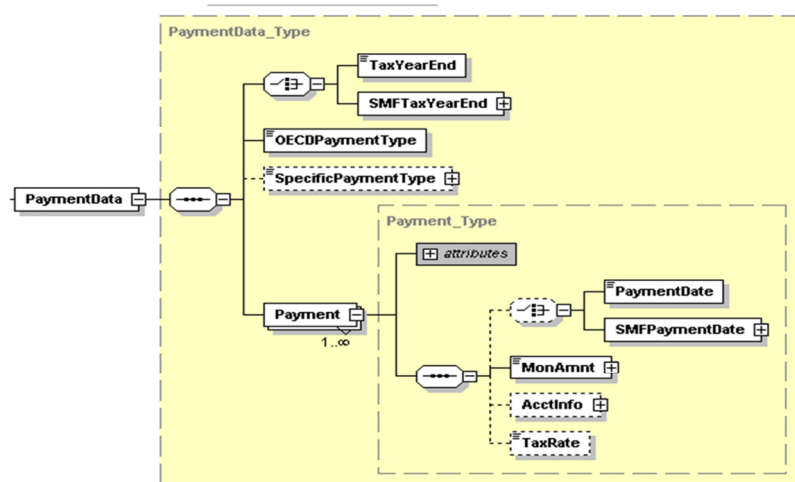 PaymentData_Type
TaxYearEnd
SMFTaxYearEnd
OECDPaymentType
SpecificPaymentType
PaymentData
Payment_Type
attributes
PaymentDate
Payment
SMFPaymentDate
1..∞
MonAmnt
AcctInfo
TaxRate